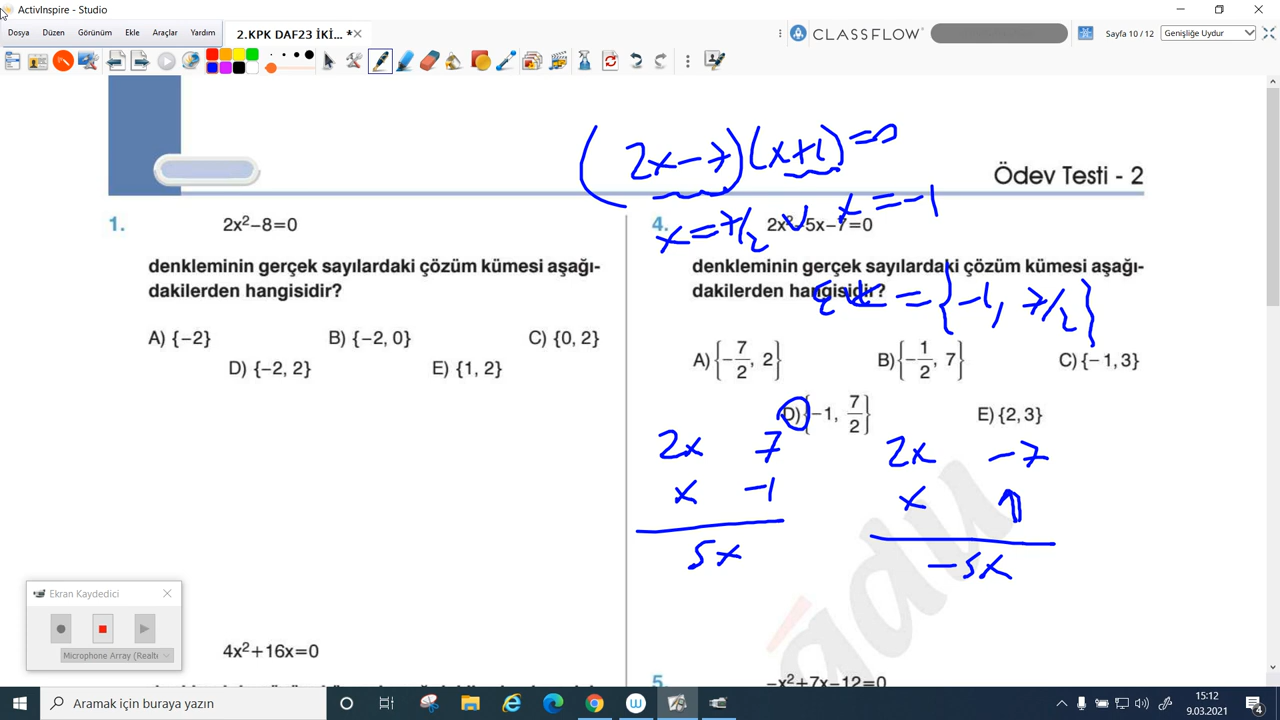 ActivInspire - Studio
Dosya Düzen Görünüm Ekle Araçlar Yardım
2.KPK DAF23 İKİ... *
CLASSFLOW
Sayfa 10 / 12
Genişliğe Uydur
(2x-7)(x+1)=0
Ödev Testi - 2
x=7/2 ∨ x=-1
1.
2x²-8=0
denkleminin gerçek sayılardaki çözüm kümesi aşağı-
dakilerden hangisidir?
A) {-2} B) {-2, 0} C) {0, 2}
D) {-2, 2} E) {1, 2}
4x²+16x=0
4.
2x²-5x-7=0
denkleminin gerçek sayılardaki çözüm kümesi aşağı-
dakilerden hangisidir?
= {-1, 7/2}
A) {-7/2, 2} B) {-1/2, 7} C) {-1,3}
D) {-1, 7/2} E) {2,3}
2x 7
x -1
5x
2x -7
x 1
-5x
5.
-x²+7x-12=0
adu
Ekran Kaydedici
Microphone Array (Realte
Aramak için buraya yazın
15:12
9.03.2021
4